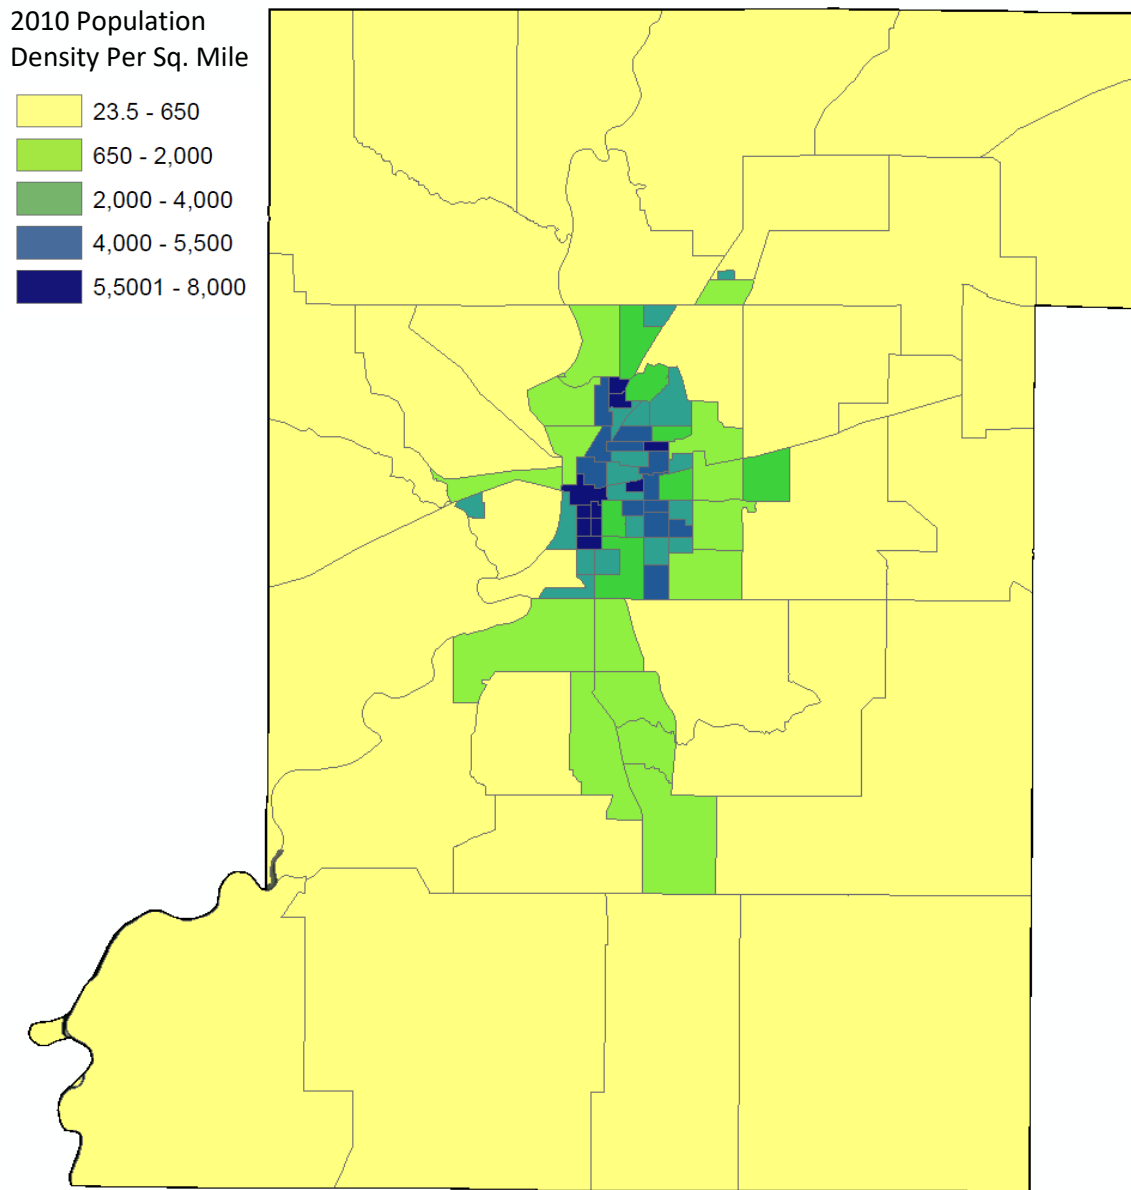 2010 Population
Density Per Sq. Mile
23.5 - 650
650 - 2,000
2,000 - 4,000
4,000 - 5,500
5,5001 - 8,000